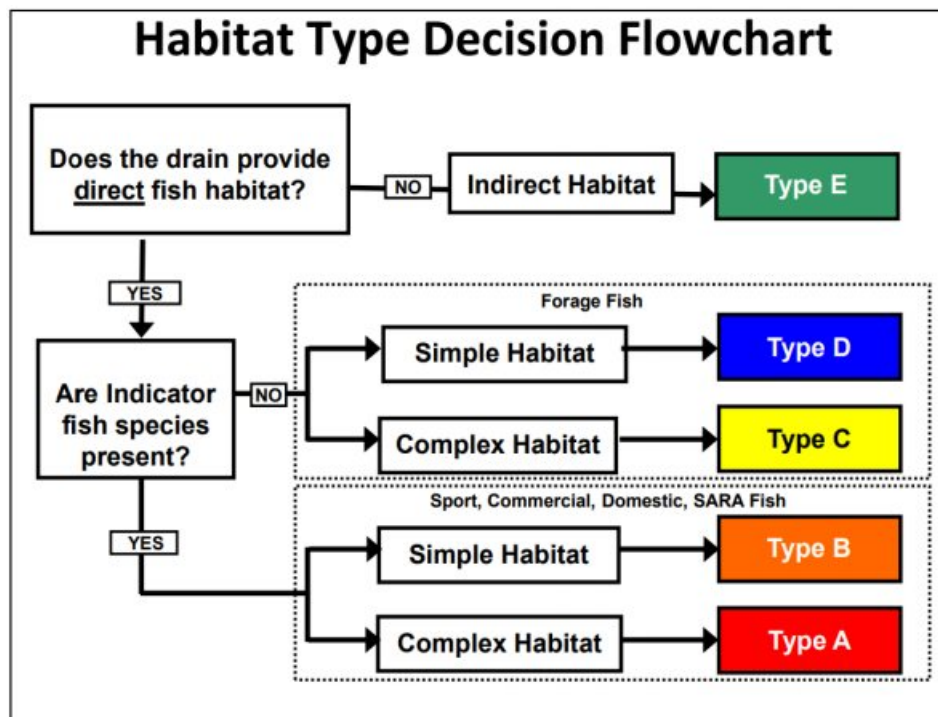 Habitat Type Decision Flowchart
Does the drain provide
direct fish habitat?
NO
Indirect Habitat
Type E
YES
Forage Fish
Simple Habitat
Type D
Are Indicator
fish species
present?
NO
Complex Habitat
Type C
Sport, Commercial, Domestic, SARA Fish
YES
Simple Habitat
Type B
Complex Habitat
Type A